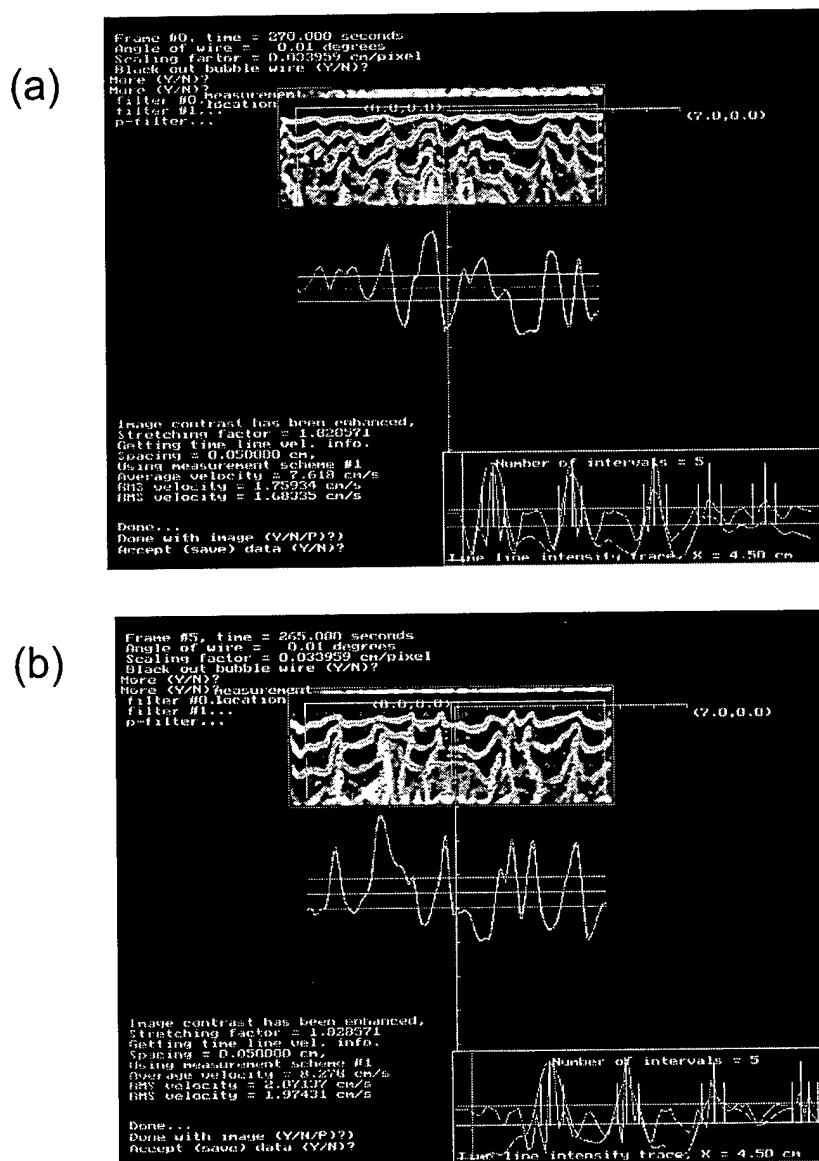 (a)
Frame #0, time = 270.000 seconds
Angle of wire = 0.01 degrees
Scaling factor = 0.033959 cm/pixel
Black out bubble wire (Y/N)?
More (Y/N)?
More (Y/N)?
filter #0. Measurement
filter #1... location
p-filter...
(0.0,0.0)
(7.0,0.0)
Image contrast has been enhanced,
Stretching factor = 1.828571
Getting time line vel. info.
Spacing = 0.050000 cm,
Using measurement scheme #1
Average velocity = 7.618 cm/s
RMS velocity = 1.75934 cm/s
RMS velocity = 1.68335 cm/s
Done...
Done with image (Y/N/P)?)
Accept (save) data (Y/N)?
Number of intervals = 5
Time line intensity trace, X = 4.50 cm
(b)
Frame #5, time = 265.000 seconds
Angle of wire = 0.01 degrees
Scaling factor = 0.033959 cm/pixel
Black out bubble wire (Y/N)?
More (Y/N)?
More (Y/N) Measurement
filter #0. location
filter #1...
p-filter...
(0.0,0.0)
(7.0,0.0)
Image contrast has been enhanced,
Stretching factor = 1.828571
Getting time line vel. info.
Spacing = 0.050000 cm,
Using measurement scheme #1
Average velocity = 8.278 cm/s
RMS velocity = 2.07137 cm/s
RMS velocity = 1.97431 cm/s
Done...
Done with image (Y/N/P)?)
Accept (save) data (Y/N)?
Number of intervals = 5
Time line intensity trace, X = 4.50 cm